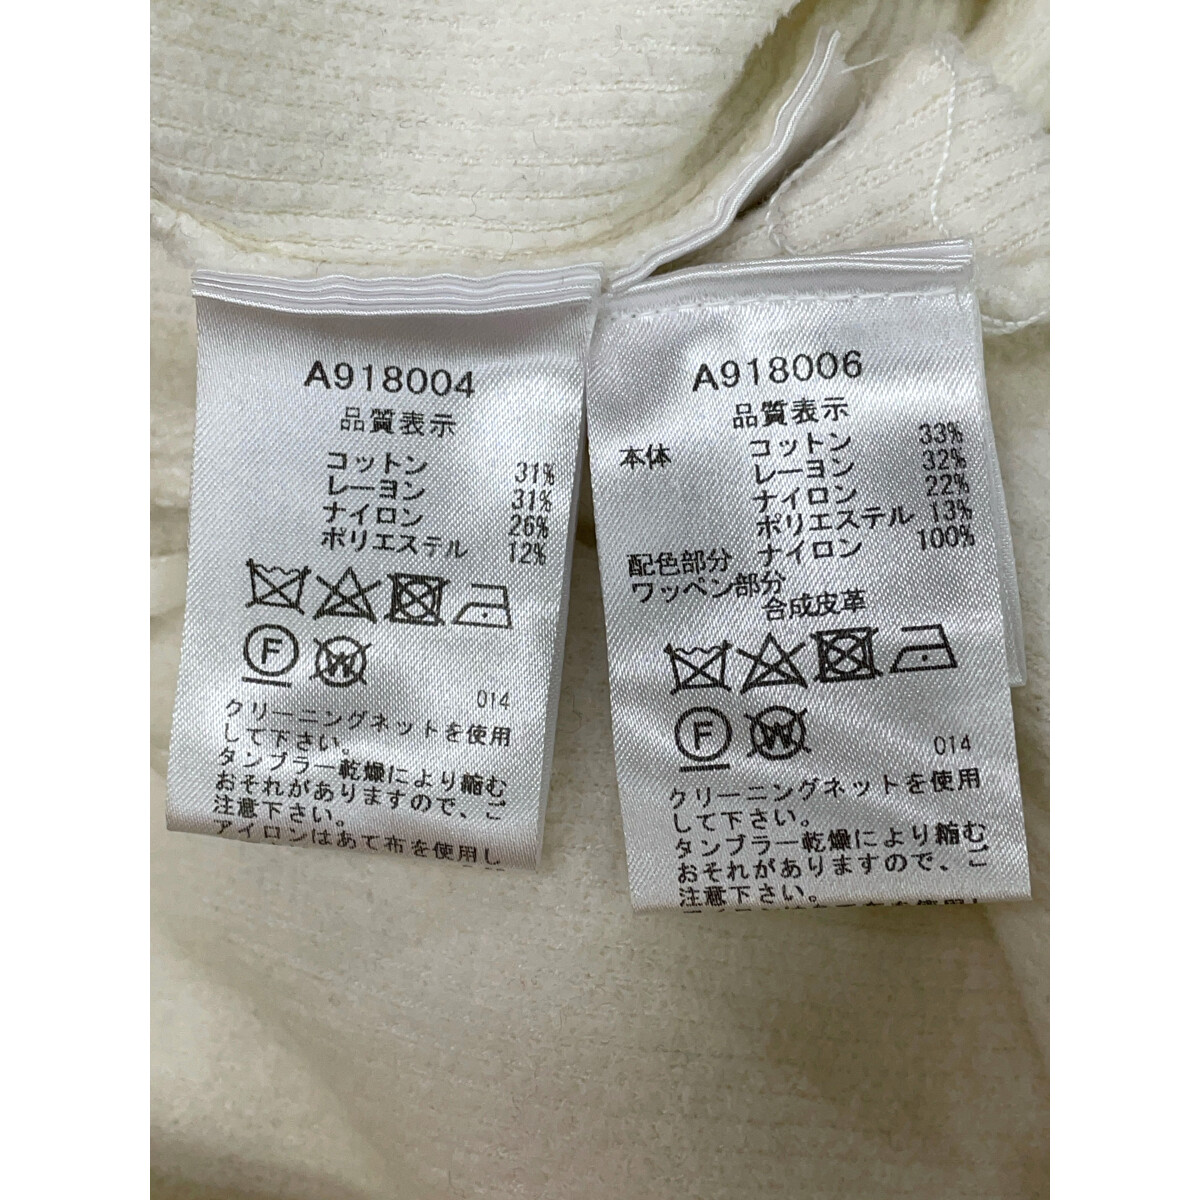 A918004
品質表示
コットン 31%
レーヨン 31%
ナイロン 26%
ポリエステル 12%
F
W
014
クリーニングネットを使用
して下さい。
タンブラー乾燥により縮む
おそれがありますので、ご
注意下さい。
アイロンはあて布を使用し
A918006
品質表示
本体 コットン 33%
レーヨン 32%
ナイロン 22%
ポリエステル 13%
配色部分 ナイロン 100%
ワッペン部分
合成皮革
F
W
014
クリーニングネットを使用
して下さい。
タンブラー乾燥により縮む
おそれがありますので、ご
注意下さい。